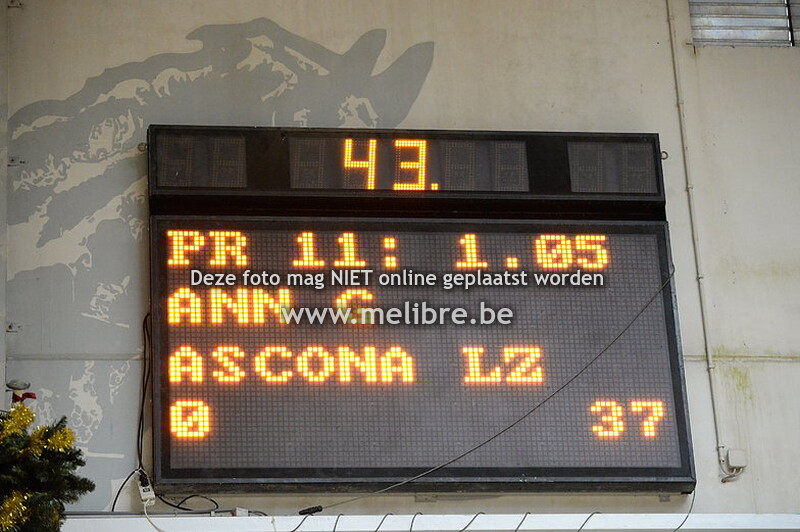 43.
PR 11: 1.05
Deze foto mag NIET online geplaatst worden
ANN G
www.melibre.be
ASCONA LZ
0 37